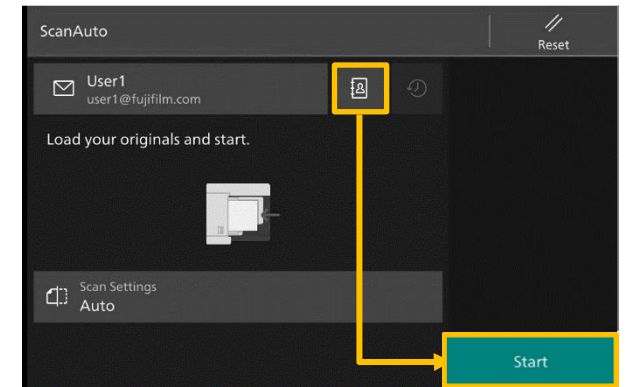 ScanAuto
Reset
User1
user1@fujifilm.com
Load your originals and start.
Scan Settings
Auto
Start